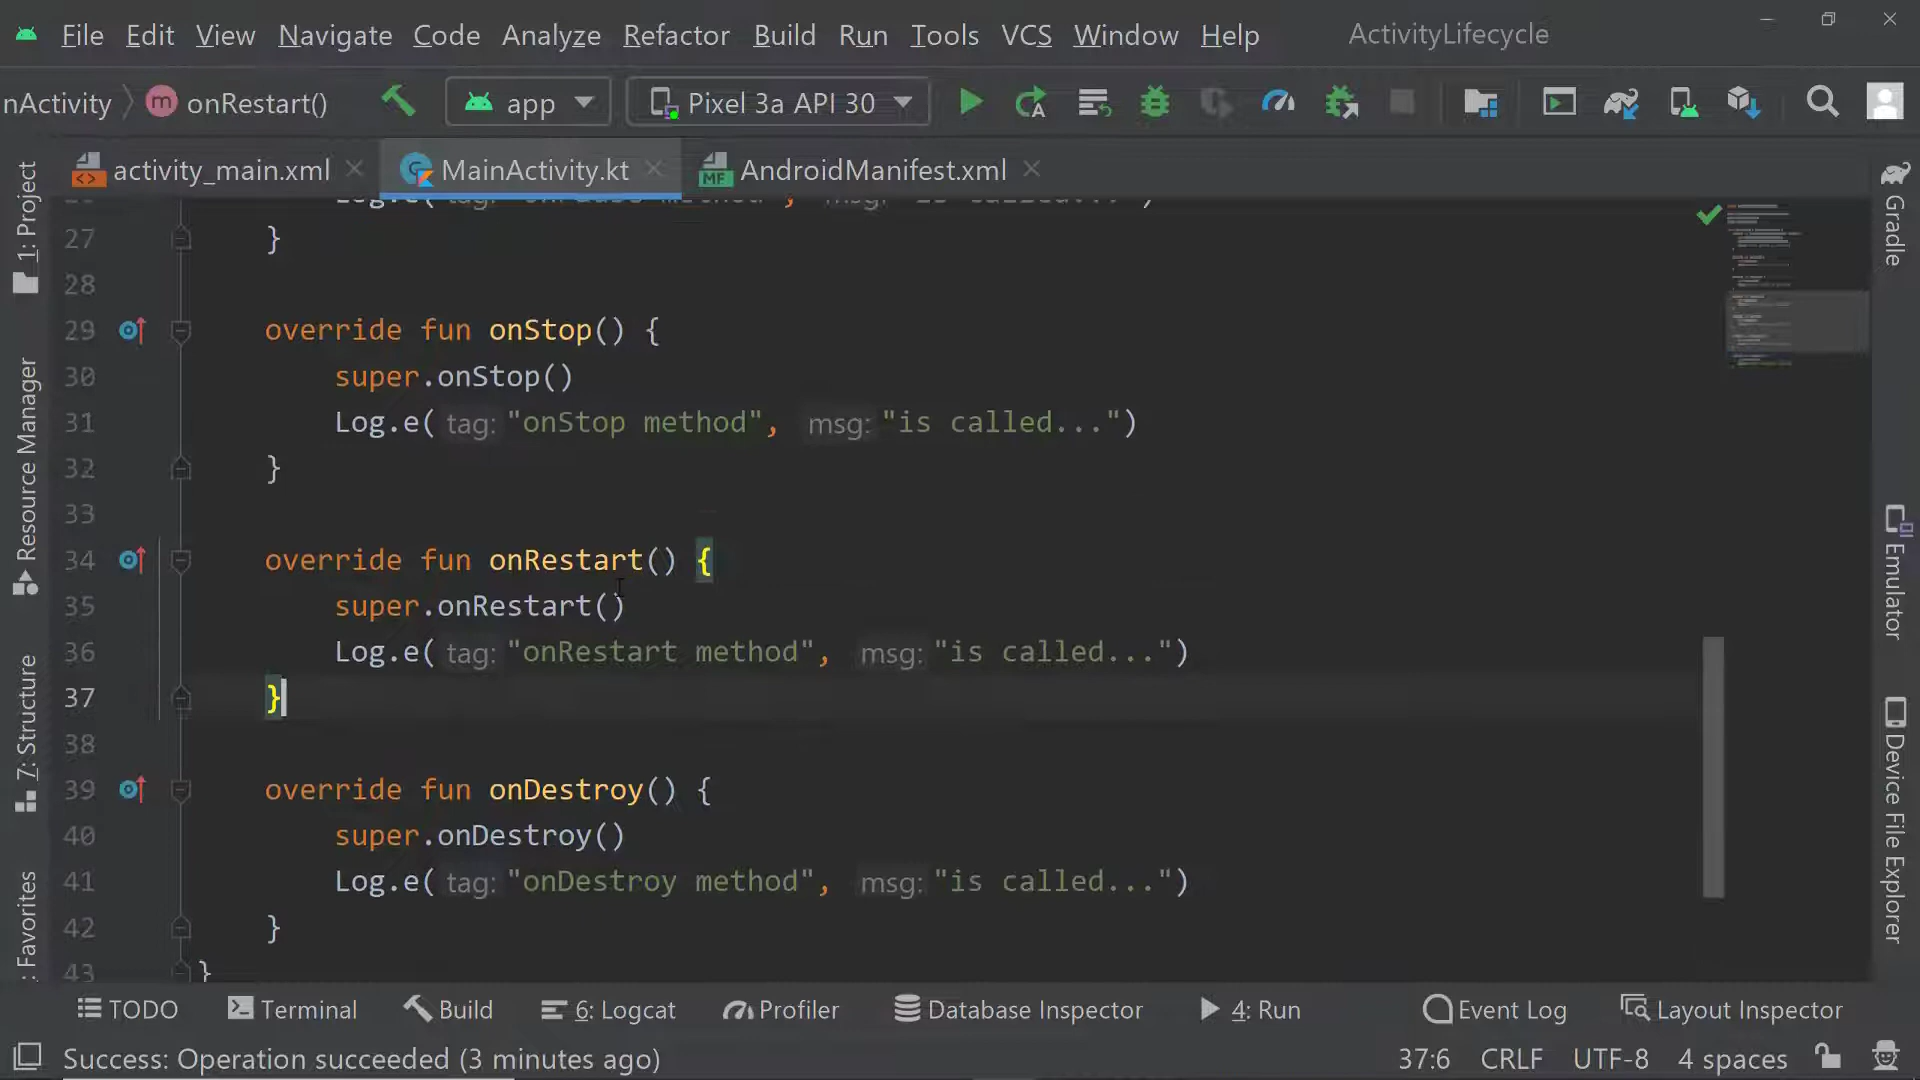 File Edit View Navigate Code Analyze Refactor Build Run Tools VCS Window Help ActivityLifecycle
nActivity m onRestart() app Pixel 3a API 30
activity_main.xml MainActivity.kt MF AndroidManifest.xml
1: Project
Resource Manager
7: Structure
: Favorites
27 }
28
29 override fun onStop() {
30 super.onStop()
31 Log.e( tag: "onStop method", msg: "is called...")
32 }
33
34 override fun onRestart() {
35 super.onRestart()
36 Log.e( tag: "onRestart method", msg: "is called...")
37 }
38
39 override fun onDestroy() {
40 super.onDestroy()
41 Log.e( tag: "onDestroy method", msg: "is called...")
42 }
43 }
Gradle
Emulator
Device File Explorer
TODO Terminal Build 6: Logcat Profiler Database Inspector 4: Run Event Log Layout Inspector
Success: Operation succeeded (3 minutes ago) 37:6 CRLF UTF-8 4 spaces